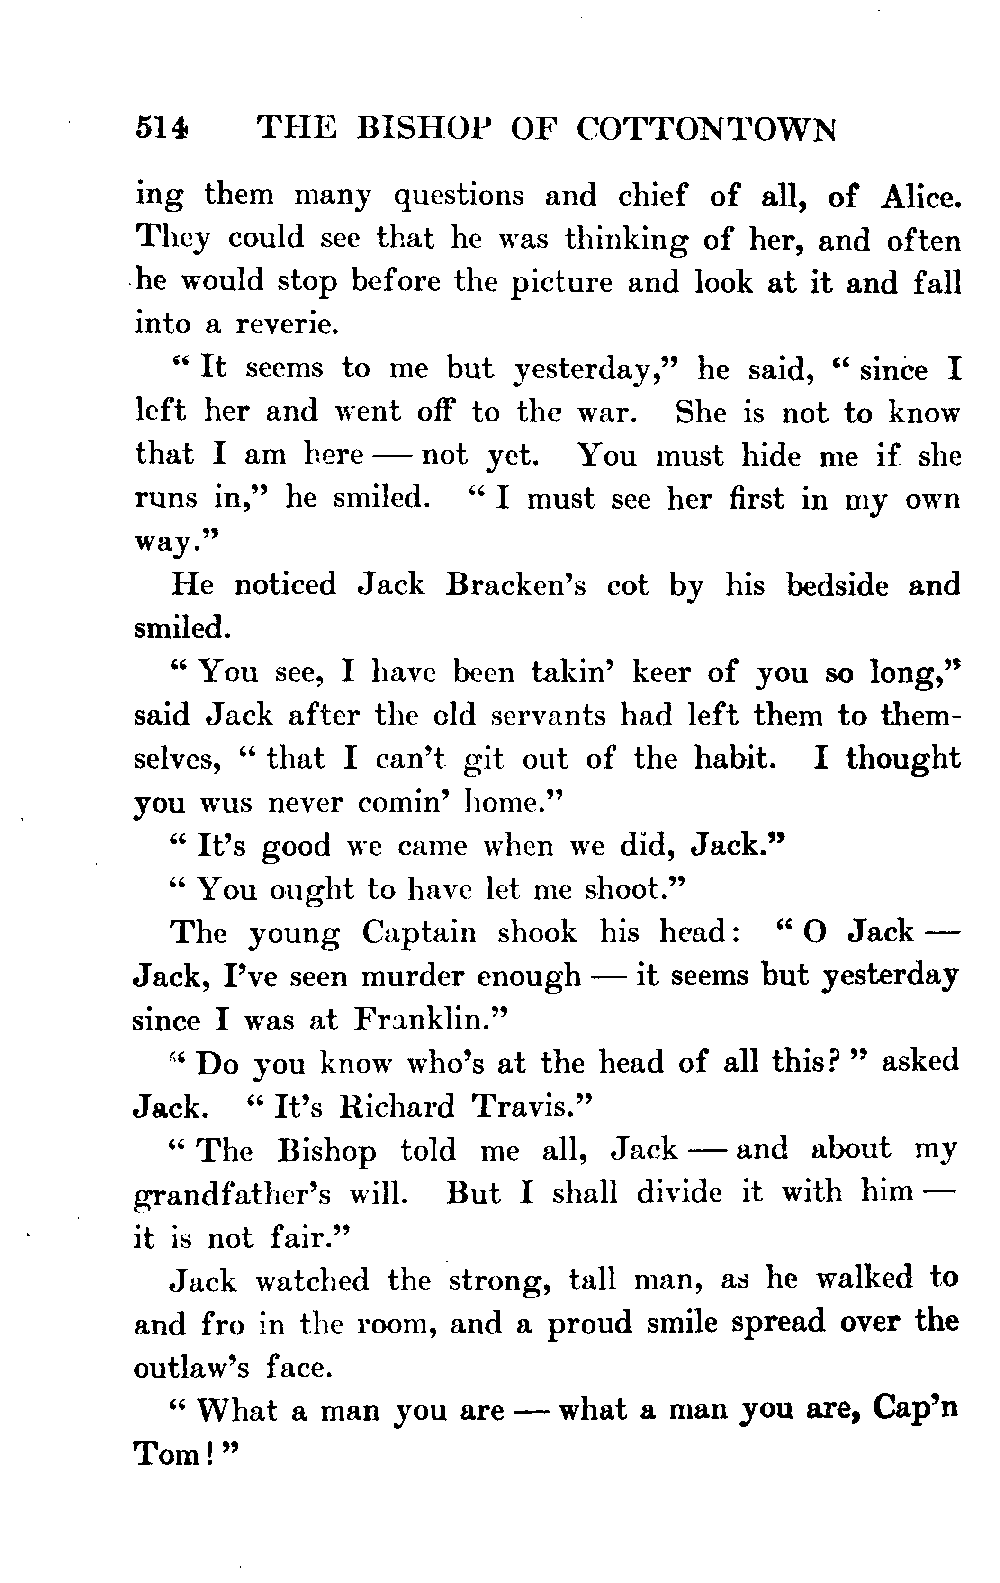 514 THE BISHOP OF COTTONTOWN
ing them many questions and chief of all, of Alice.
They could see that he was thinking of her, and often
he would stop before the picture and look at it and fall
into a reverie.
“ It seems to me but yesterday,” he said, “ since I
left her and went off to the war. She is not to know
that I am here — not yet. You must hide me if she
runs in,” he smiled. “ I must see her first in my own
way.”
He noticed Jack Bracken’s cot by his bedside and
smiled.
“ You see, I have been takin’ keer of you so long,”
said Jack after the old servants had left them to them-
selves, “ that I can’t git out of the habit. I thought
you wus never comin’ home.”
“ It’s good we came when we did, Jack.”
“ You ought to have let me shoot.”
The young Captain shook his head: “ O Jack —
Jack, I’ve seen murder enough — it seems but yesterday
since I was at Franklin.”
“ Do you know who’s at the head of all this? ” asked
Jack. “ It’s Richard Travis.”
“ The Bishop told me all, Jack — and about my
grandfather’s will. But I shall divide it with him —
it is not fair.”
Jack watched the strong, tall man, as he walked to
and fro in the room, and a proud smile spread over the
outlaw’s face.
“ What a man you are — what a man you are, Cap’n
Tom! ”